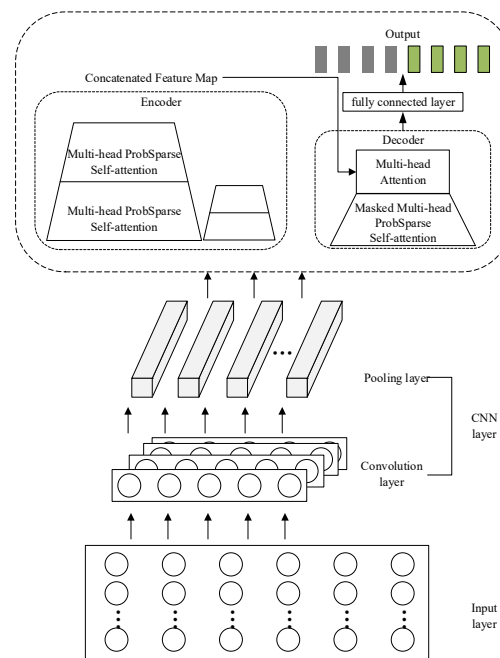 Output
Concatenated Feature Map
Encoder
fully connected layer
Decoder
Multi-head ProbSparse
Self-attention
Multi-head
Attention
Multi-head ProbSparse
Self-attention
Masked Multi-head
ProbSparse
Self-attention
Pooling layer
CNN
layer
Convolution
layer
Input
layer